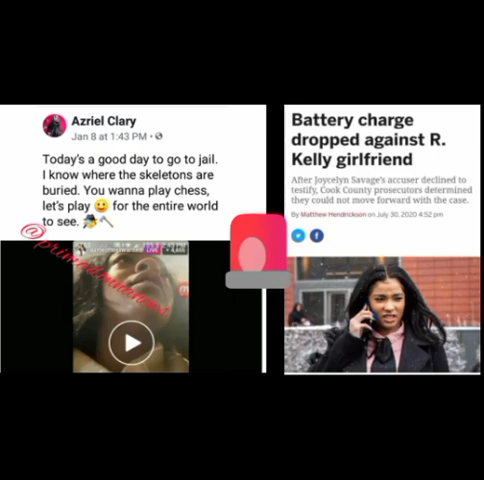 Azriel Clary
Jan 8 at 1:43 PM ·
Today's a good day to go to jail.
I know where the skeletons are
buried. You wanna play chess,
let's play 😀 for the entire world
to see.
Battery charge
dropped against R.
Kelly girlfriend
After Joycelyn Savage's accuser declined to
testify, Cook County prosecutors determined
they could not move forward with the case.
By Matthew Hendrickson on July 30, 2020 4:52 pm